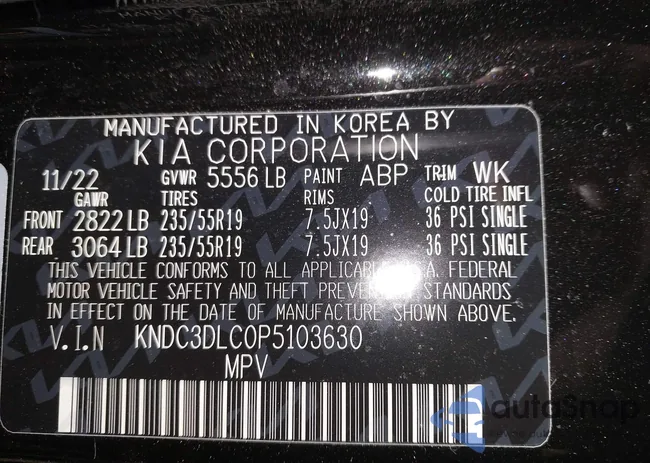 MANUFACTURED IN KOREA BY
KIA CORPORATION
11/22 GVWR 5556 LB PAINT ABP TRIM WK
GAWR TIRES RIMS COLD TIRE INFL
FRONT 2822 LB 235/55R19 7.5JX19 36 PSI SINGLE
REAR 3064 LB 235/55R19 7.5JX19 36 PSI SINGLE
THIS VEHICLE CONFORMS TO ALL APPLICABLE FEDERAL
MOTOR VEHICLE SAFETY AND THEFT PREVENTION STANDARDS
IN EFFECT ON THE DATE OF MANUFACTURE SHOWN ABOVE.
V.I.N KNDC3DLC0P5103630
MPV
autoSnap